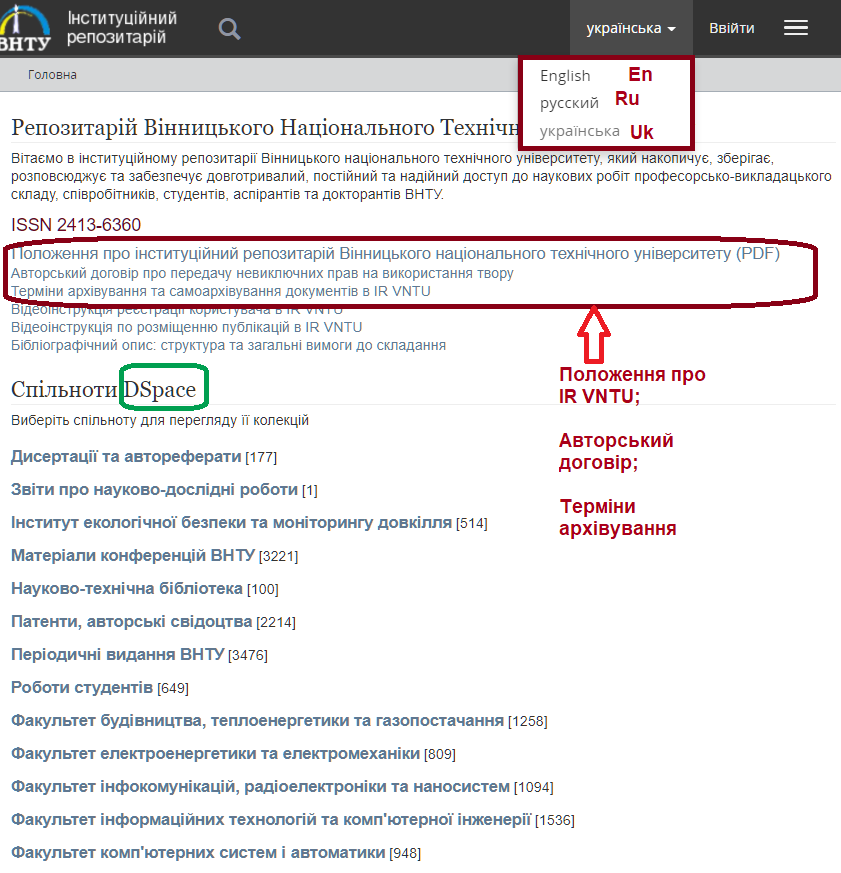 ВНТУ
Інституційний
репозитарій
українська
Ввійти
English En
русский Ru
українська Uk
Головна
Репозитарій Вінницького Національного
Вітаємо в інституційному репозитарії Вінницького національного технічного університету, який накопичує, зберігає,
розповсюджує та забезпечує довготривалий, постійний та надійний доступ до наукових робіт професорсько-викладацького
складу, співробітників, студентів, аспірантів та докторантів ВНТУ.
ISSN 2413-6360
Положення про інституційний репозитарій Вінницького національного технічного університету (PDF)
Авторський договір про передачу невиключних прав на використання твору
Терміни архівування та самоархівування документів в IR VNTU
Відеоінструкція реєстрації користувача в IR VNTU
Відеоінструкція по розміщенню публікацій в IR VNTU
Бібліографічний опис: структура та загальні вимоги до складання
Положення про
IR VNTU;
Авторський
договір;
Терміни
архівування
Спільноти DSpace
Виберіть спільноту для перегляду її колекцій
Дисертації та автореферати [177]
Звіти про науково-дослідні роботи [1]
Інститут екологічної безпеки та моніторингу довкілля [514]
Матеріали конференцій ВНТУ [3221]
Науково-технічна бібліотека [100]
Патенти, авторські свідоцтва [2214]
Періодичні видання ВНТУ [3476]
Роботи студентів [649]
Факультет будівництва, теплоенергетики та газопостачання [1258]
Факультет електроенергетики та електромеханіки [809]
Факультет інфокомунікацій, радіоелектроніки та наносистем [1094]
Факультет інформаційних технологій та комп'ютерної інженерії [1536]
Факультет комп'ютерних систем і автоматики [948]